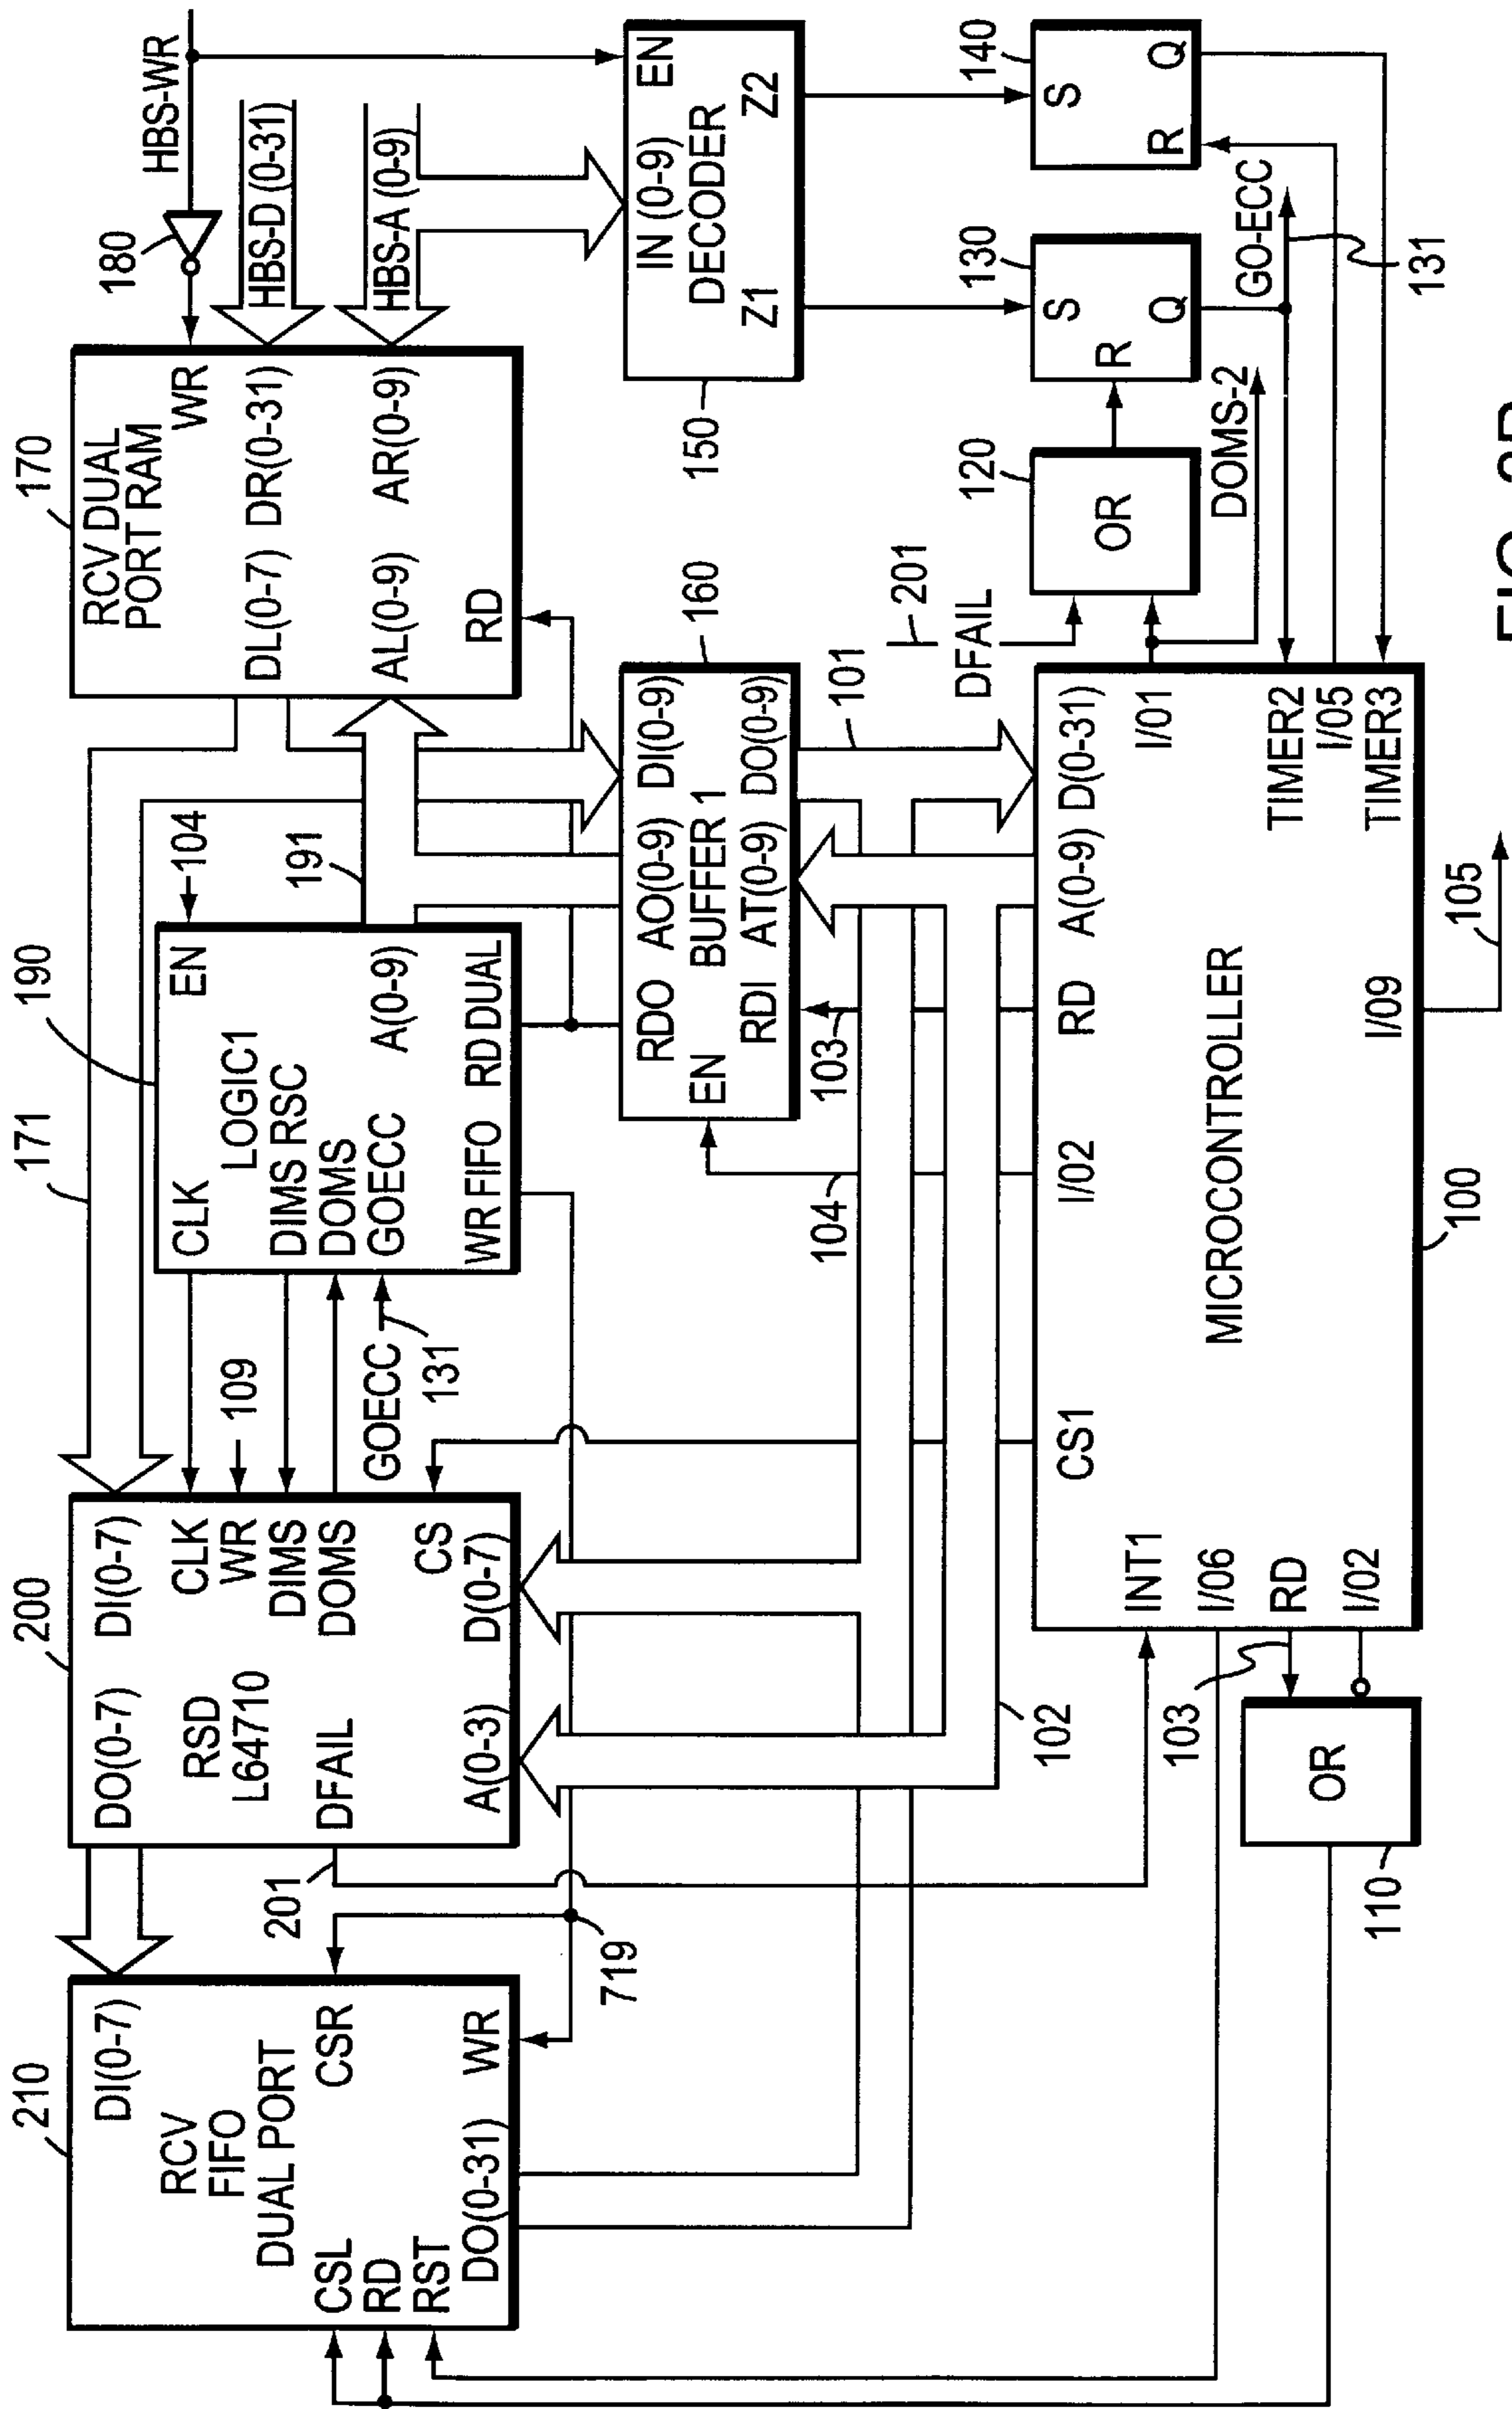 210
DI(0-7)
RCV
FIFO
DUAL PORT
CSR
CSL
RD
RST
DO(0-31)
WR
200
DO(0-7)
DI(0-7)
RSD
L64710
CLK
WR
DIMS
DOMS
DFAIL
CS
A(0-3)
D(0-7)
201
719
171
109
GOECC
131
190
CLK
EN
LOGIC1
DIMS RSC
DOMS
GOECC
A(0-9)
WR FIFO
RD DUAL
104
191
170
RCV DUAL
PORT RAM
WR
DL(0-7)
DR(0-31)
AL(0-9)
AR(0-9)
RD
180
HBS-WR
HBS-D (0-31)
HBS-A (0-9)
RDO
AO(0-9)
DI(0-9)
EN
BUFFER 1
RDI
AT(0-9)
DO(0-9)
160
IN (0-9)
EN
DECODER
Z1
Z2
150
104
103
101
201
DFAIL
120
OR
130
S
R
Q
140
S
R
Q
GO-ECC
131
DOMS-2
102
INT1
CS1
I/02
RD
A(0-9)
D(0-31)
I/06
RD
I/02
MICROCONTROLLER
I/01
TIMER2
I/05
TIMER3
I/09
103
OR
110
100
105